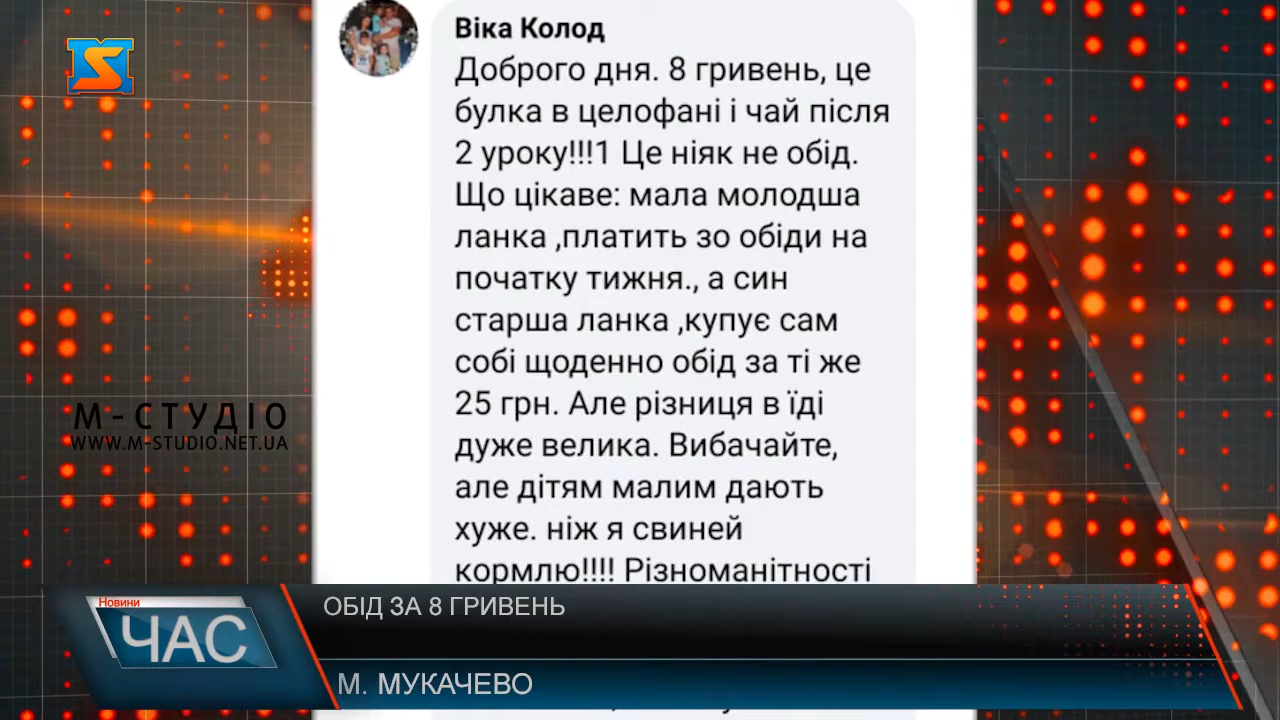 Віка Колод
Доброго дня. 8 гривень, це
булка в целофані і чай після
2 уроку!!!1 Це ніяк не обід.
Що цікаве: мала молодша
ланка ,платить зо обіди на
початку тижня., а син
старша ланка ,купує сам
собі щоденно обід за ті же
25 грн. Але різниця в їді
дуже велика. Вибачайте,
але дітям малим дають
хуже. ніж я свиней
кормлю!!!! Різноманітності
М-СТУДІО
WWW.M-STUDIO.NET.UA
Новини
ЧАС
ОБІД ЗА 8 ГРИВЕНЬ
М. МУКАЧЕВО